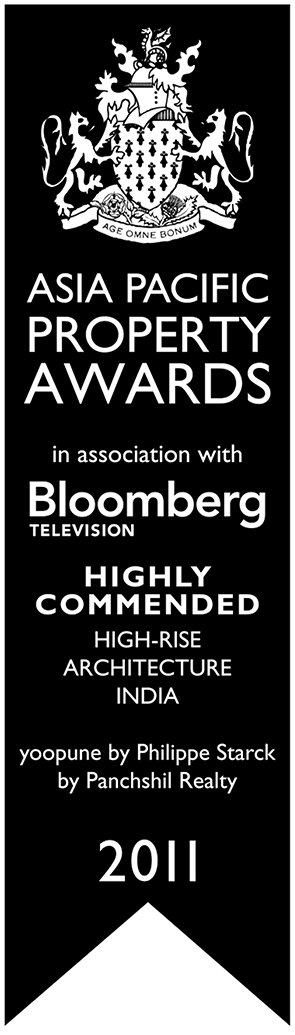 AGE OMNE BONUM
ASIA PACIFIC
PROPERTY
AWARDS
in association with
Bloomberg
TELEVISION
HIGHLY
COMMENDED
HIGH-RISE
ARCHITECTURE
INDIA
yoopune by Philippe Starck
by Panchshil Realty
2011